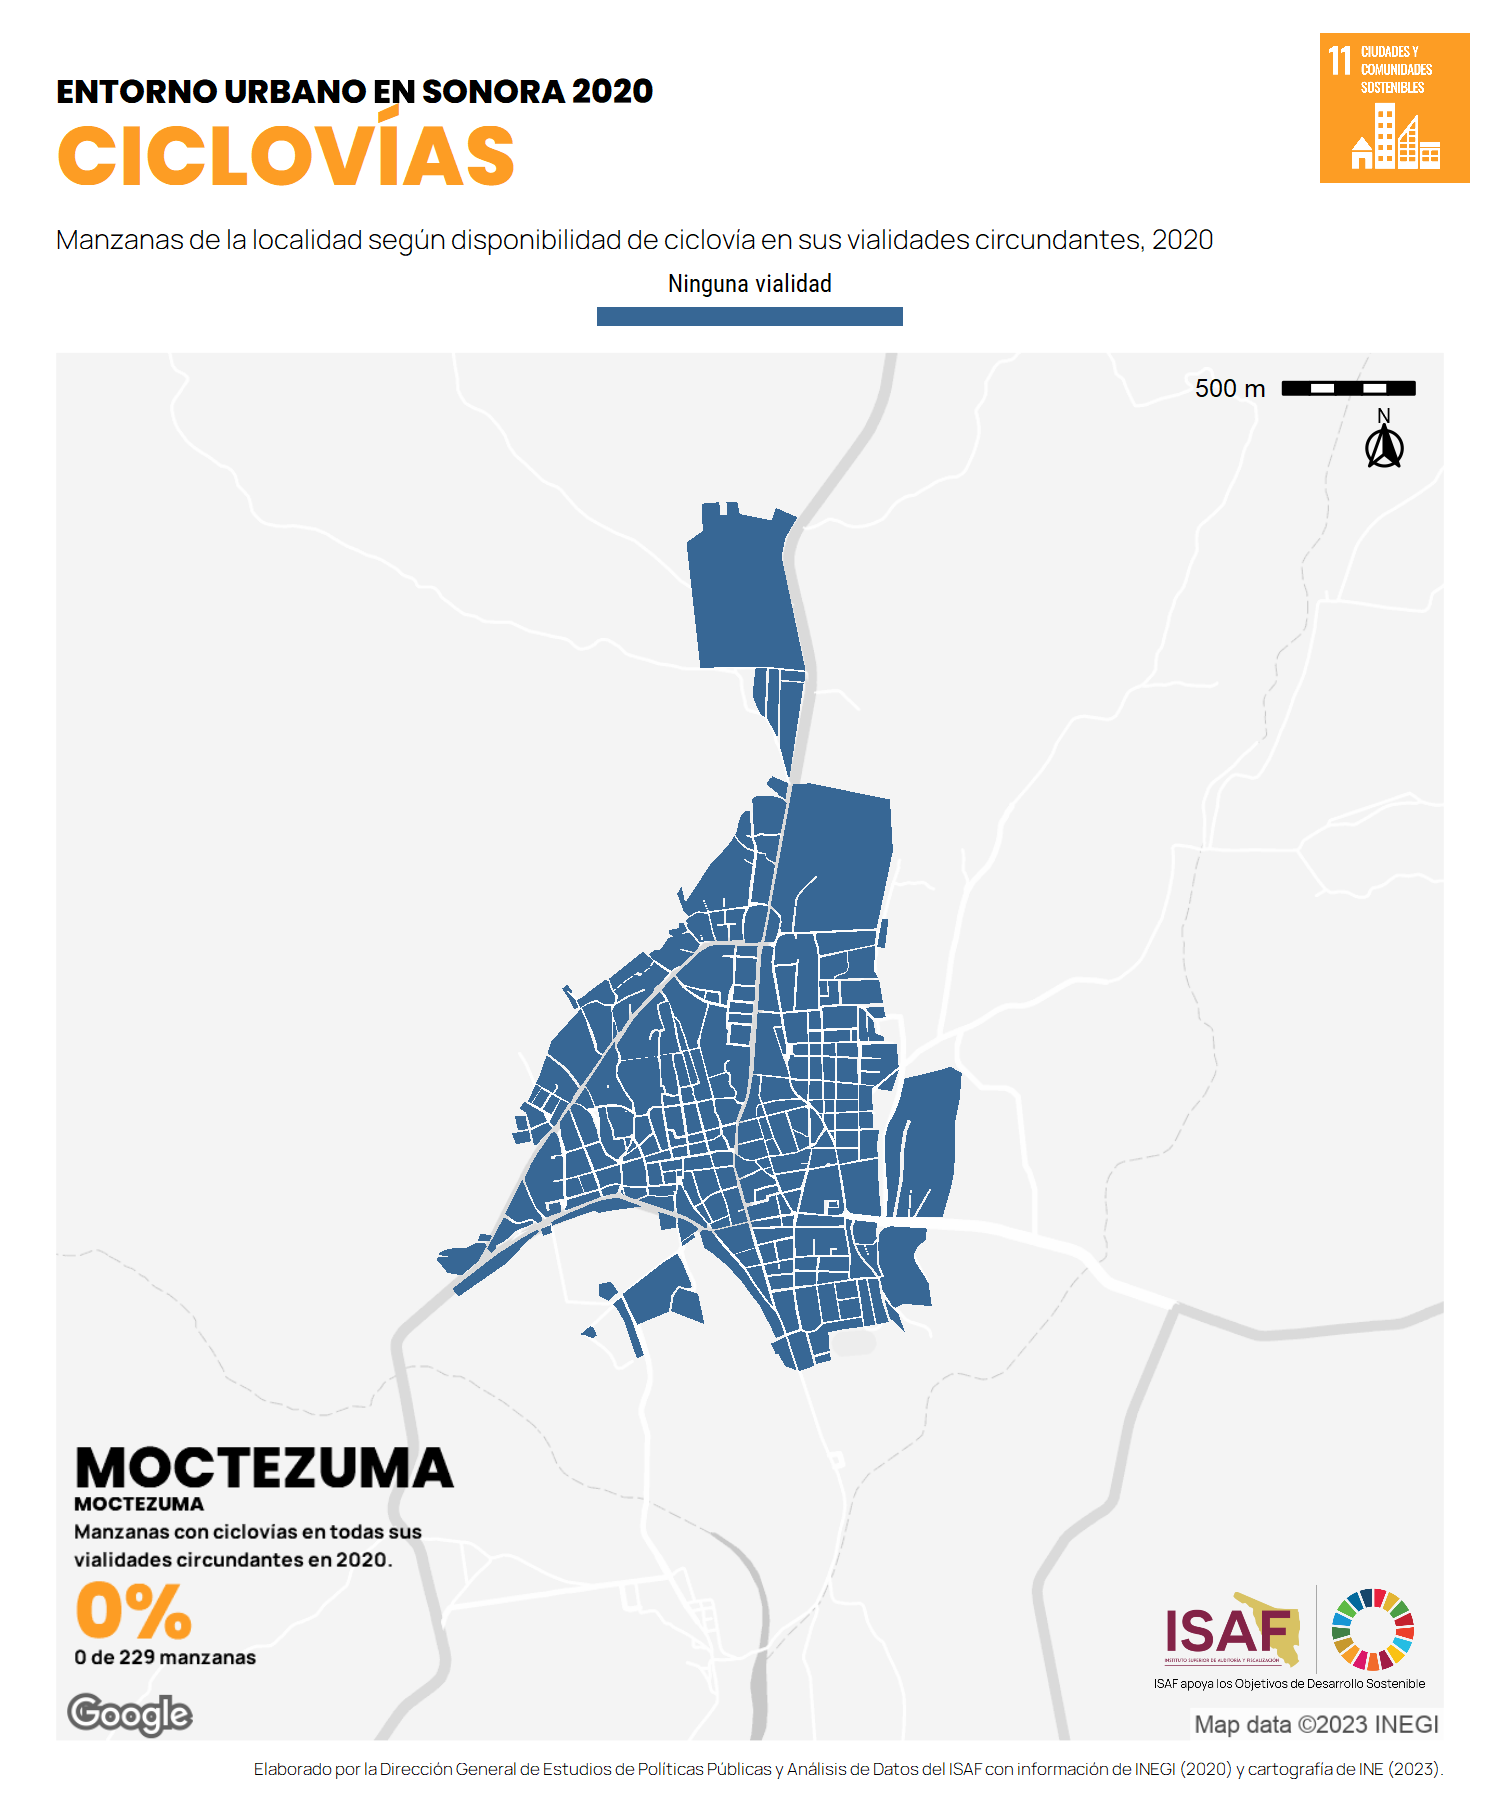 ENTORNO URBANO EN SONORA 2020
CICLOVÍAS
11 CIUDADES Y
COMUNIDADES
SOSTENIBLES
Manzanas de la localidad según disponibilidad de ciclovía en sus vialidades circundantes, 2020
Ninguna vialidad
500 m
N
MOCTEZUMA
MOCTEZUMA
Manzanas con ciclovias en todas sus
vialidades circundantes en 2020.
0%
0 de 229 manzanas
Google
ISAF
INSTITUTO SUPERIOR DE AUDITORÍA Y FISCALIZACIÓN
ISAF apoya los Objetivos de Desarrollo Sostenible
Map data ©2023 INEGI
Elaborado por la Dirección General de Estudios de Políticas Públicas y Análisis de Datos del ISAF con información de INEGI (2020) y cartografía de INE (2023).